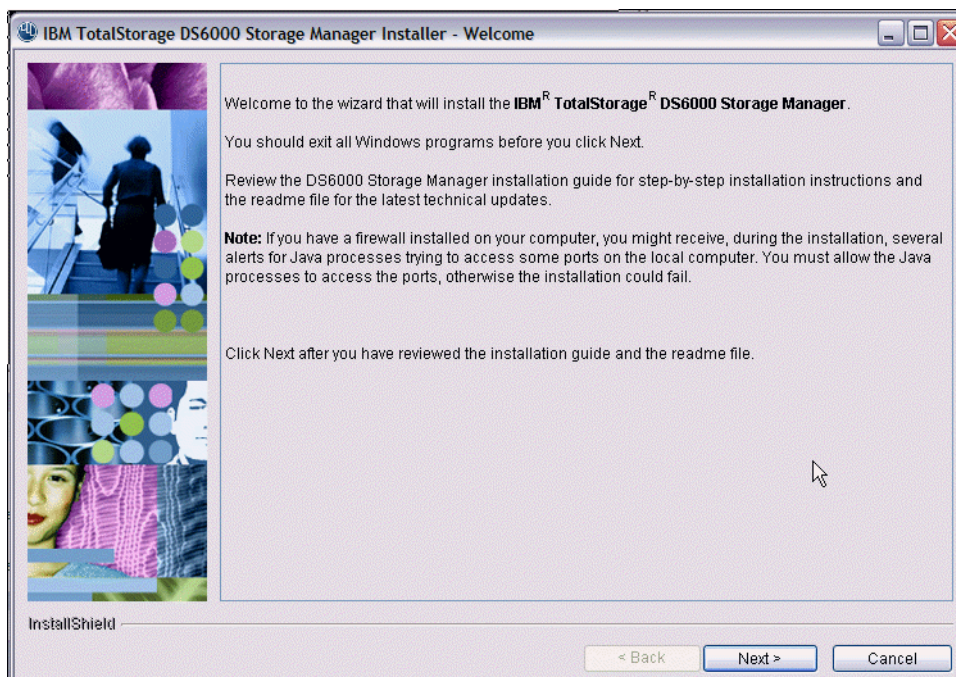 IBM TotalStorage DS6000 Storage Manager Installer - Welcome
Welcome to the wizard that will install the IBM^R TotalStorage^R DS6000 Storage Manager.
You should exit all Windows programs before you click Next.
Review the DS6000 Storage Manager installation guide for step-by-step installation instructions and
the readme file for the latest technical updates.
Note: If you have a firewall installed on your computer, you might receive, during the installation, several
alerts for Java processes trying to access some ports on the local computer. You must allow the Java
processes to access the ports, otherwise the installation could fail.
Click Next after you have reviewed the installation guide and the readme file.
InstallShield
< Back
Next >
Cancel